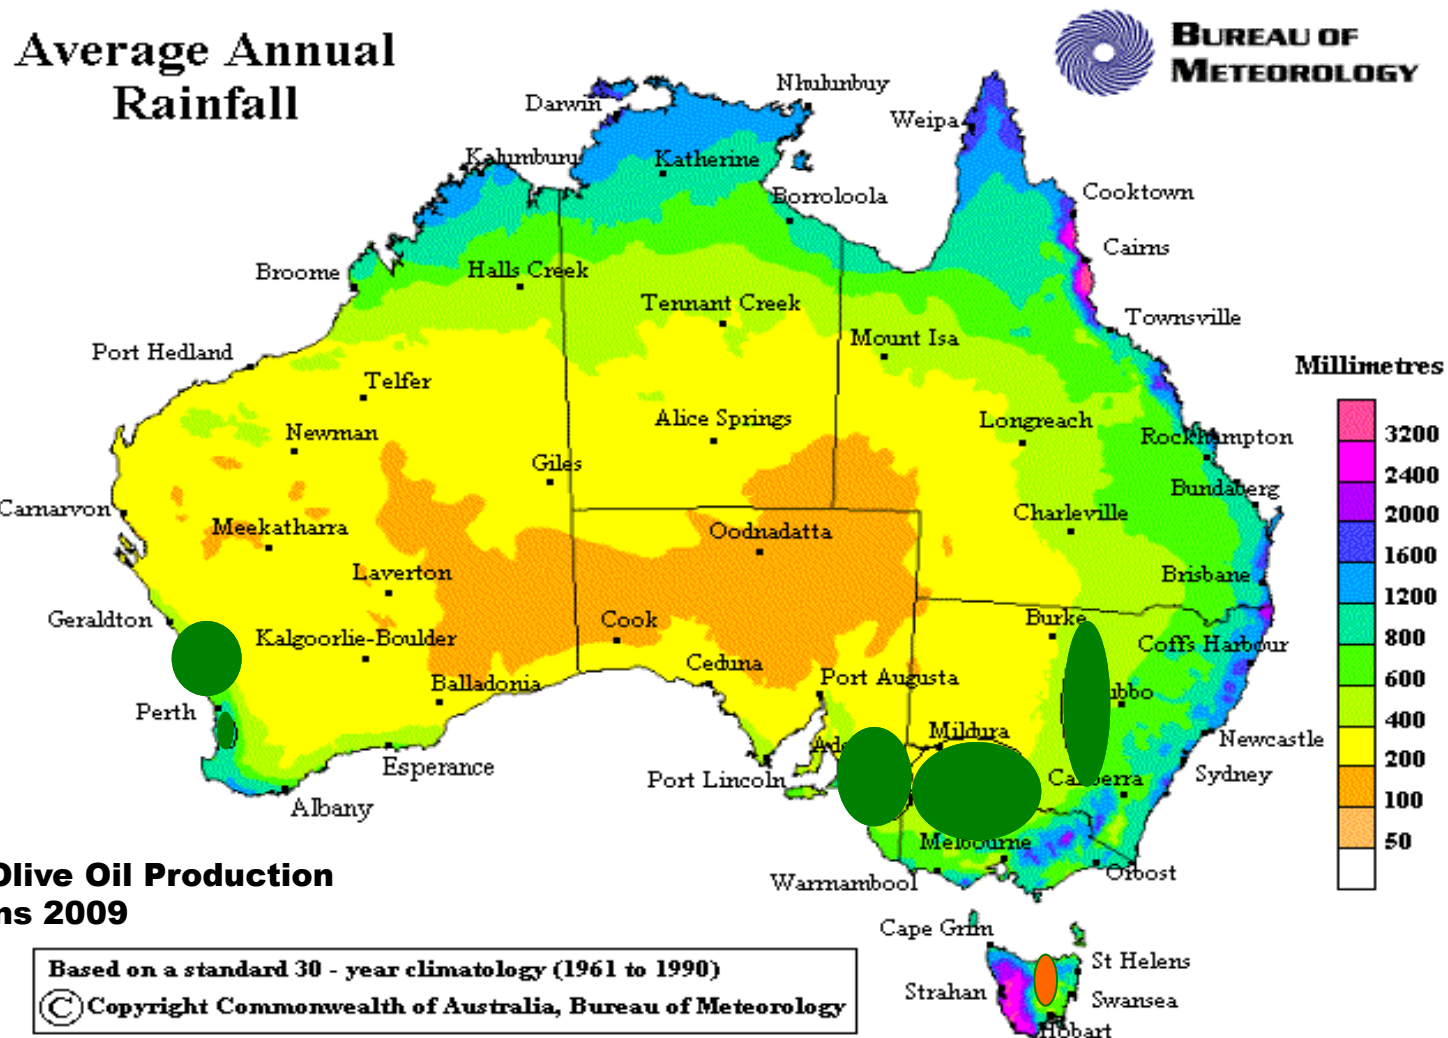 Average Annual
Rainfall
BUREAU OF
METEOROLOGY
Nhulunbuy
Darwin
Weipa
Kalumburu
Katherine
Cooktown
Borroloola
Cairns
Broome
Halls Creek
Tennant Creek
Townsville
Mount Isa
Port Hedland
Millimetres
Telfer
Alice Springs
Longreach
Newman
Rockhampton
3200
Giles
2400
Bundaberg
Carnarvon
Charleville
2000
Meekatharra
Oodnadatta
1600
Laverton
Brisbane
1200
Geraldton
Cook
Burke
Kalgoorlie-Boulder
Coffs Harbour
800
Ceduna
Port Augusta
600
Balladonia
bbo
Perth
400
Mildura
Newcastle
Ade
200
Esperance
Port Lincoln
Canberra
Sydney
100
Albany
50
Melbourne
Orbost
Warrnambool
Olive Oil Production
ns 2009
Cape Grim
Based on a standard 30 - year climatology (1961 to 1990)
St Helens
Strahan
Swansea
© Copyright Commonwealth of Australia, Bureau of Meteorology
Hobart